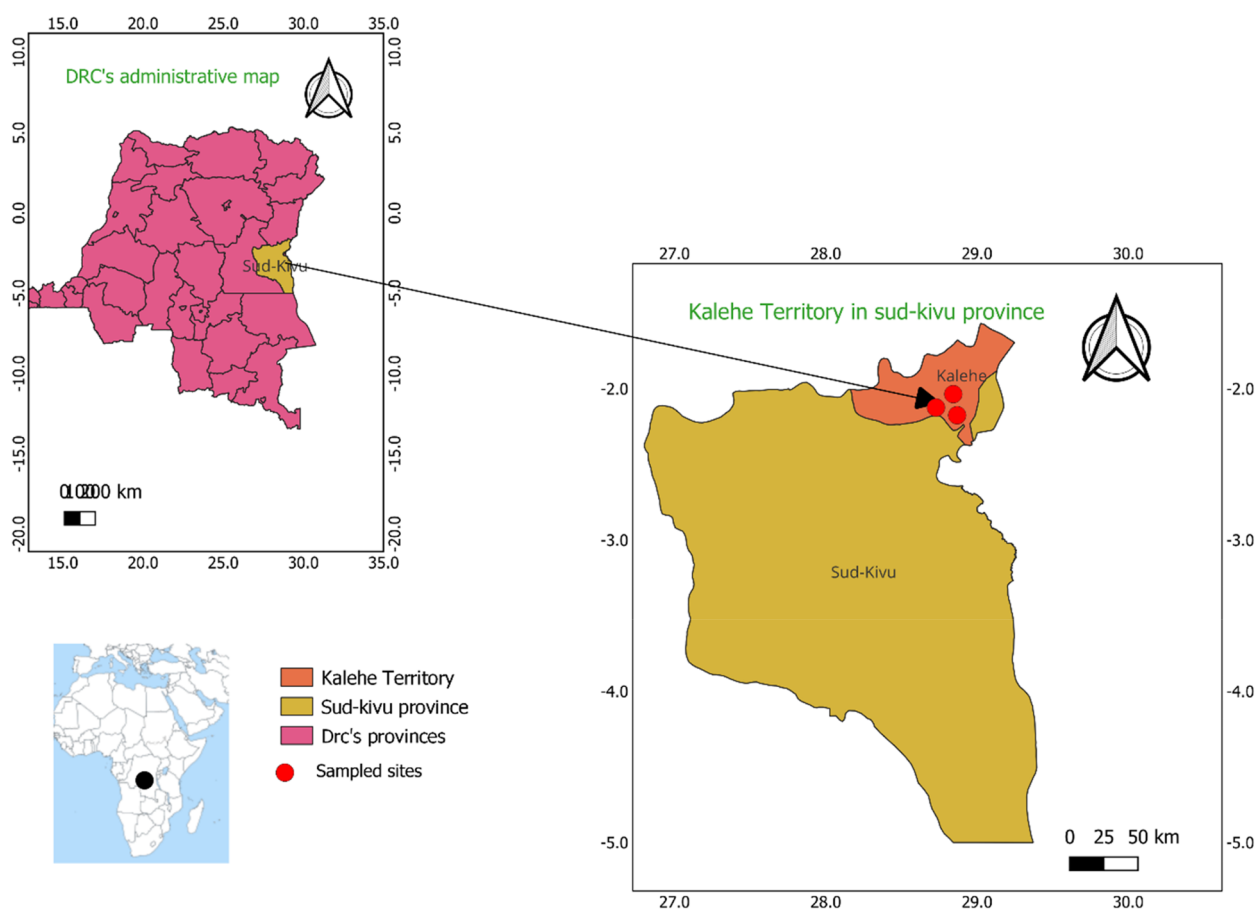 15.0 20.0 25.0 30.0 35.0
DRC's administrative map
10.0 10.0
5.0 5.0
0.0 0.0
Sud-Kivu
-5.0 -5.0
-10.0 -10.0
-15.0 -15.0
-20.0 -20.0
200 km
15.0 20.0 25.0 30.0 35.0
27.0 28.0 29.0 30.0
Kalehe Territory in sud-kivu province
Kalehe
-2.0 -2.0
-3.0 -3.0
Sud-Kivu
-4.0 -4.0
-5.0 -5.0
0 25 50 km
27.0 28.0 29.0 30.0
Kalehe Territory
Sud-kivu province
Drc's provinces
Sampled sites